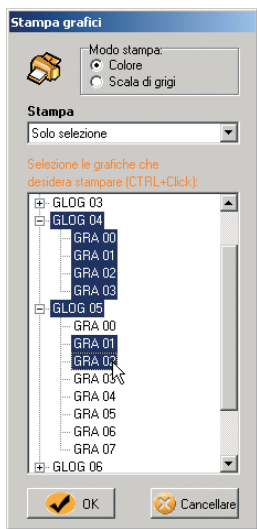 Stampa grafici
Modo stampa:
Colore
Scala di grigi
Stampa
Solo selezione
Selezione le grafiche che
desidera stampare (CTRL+Click):
GLOG 03
GLOG 04
GRA 00
GRA 01
GRA 02
GRA 03
GLOG 05
GRA 00
GRA 01
GRA 02
GRA 03
GRA 04
GRA 05
GRA 06
GRA 07
GLOG 06
OK
Cancellare